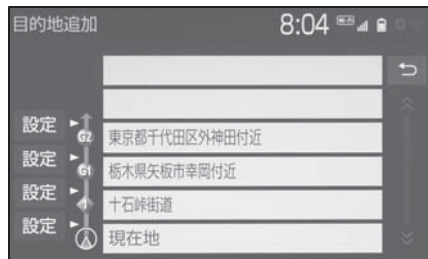 目的地追加 8:04
設定 G2 東京都千代田区外神田付近
設定 G1 栃木県矢板市幸岡付近
設定 十石峠街道
設定 現在地